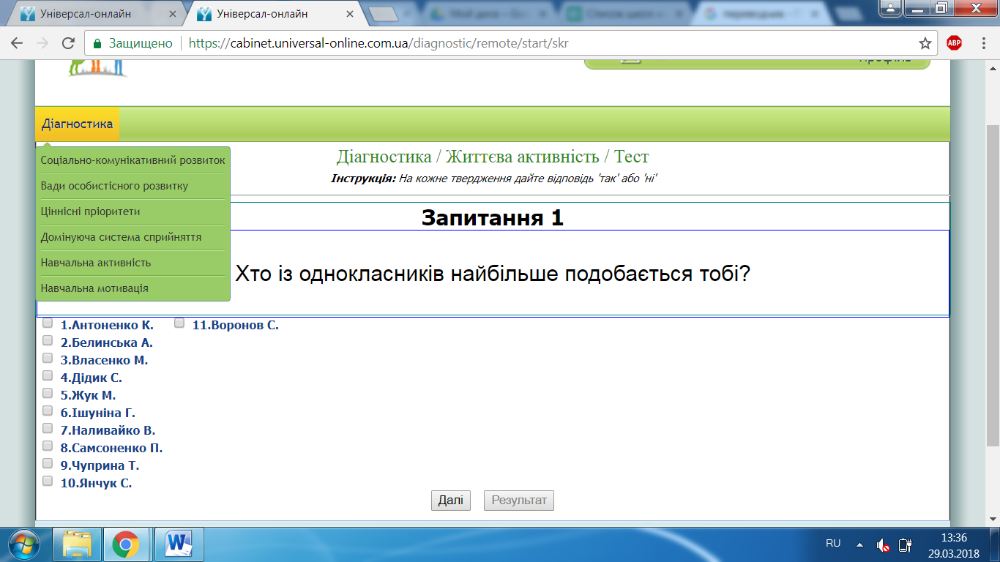 Універсал-онлайн
Універсал-онлайн
Защищено
https://cabinet.universal-online.com.ua/diagnostic/remote/start/skr
ABP
Діагностика
Соціально-комунікативний розвиток
Вади особистісного розвитку
Ціннісні пріоритети
Домінуюча система сприйняття
Навчальна активність
Навчальна мотивація
Діагностика / Життєва активність / Тест
Інструкція: На кожне твердження дайте відповідь 'так' або 'ні'
Запитання 1
Хто із однокласників найбільше подобається тобі?
1.Антоненко К.
11.Воронов С.
2.Белинська А.
3.Власенко М.
4.Дідик С.
5.Жук М.
6.Ішуніна Г.
7.Наливайко В.
8.Самсоненко П.
9.Чуприна Т.
10.Янчук С.
Далі
Результат
RU
13:36
29.03.2018